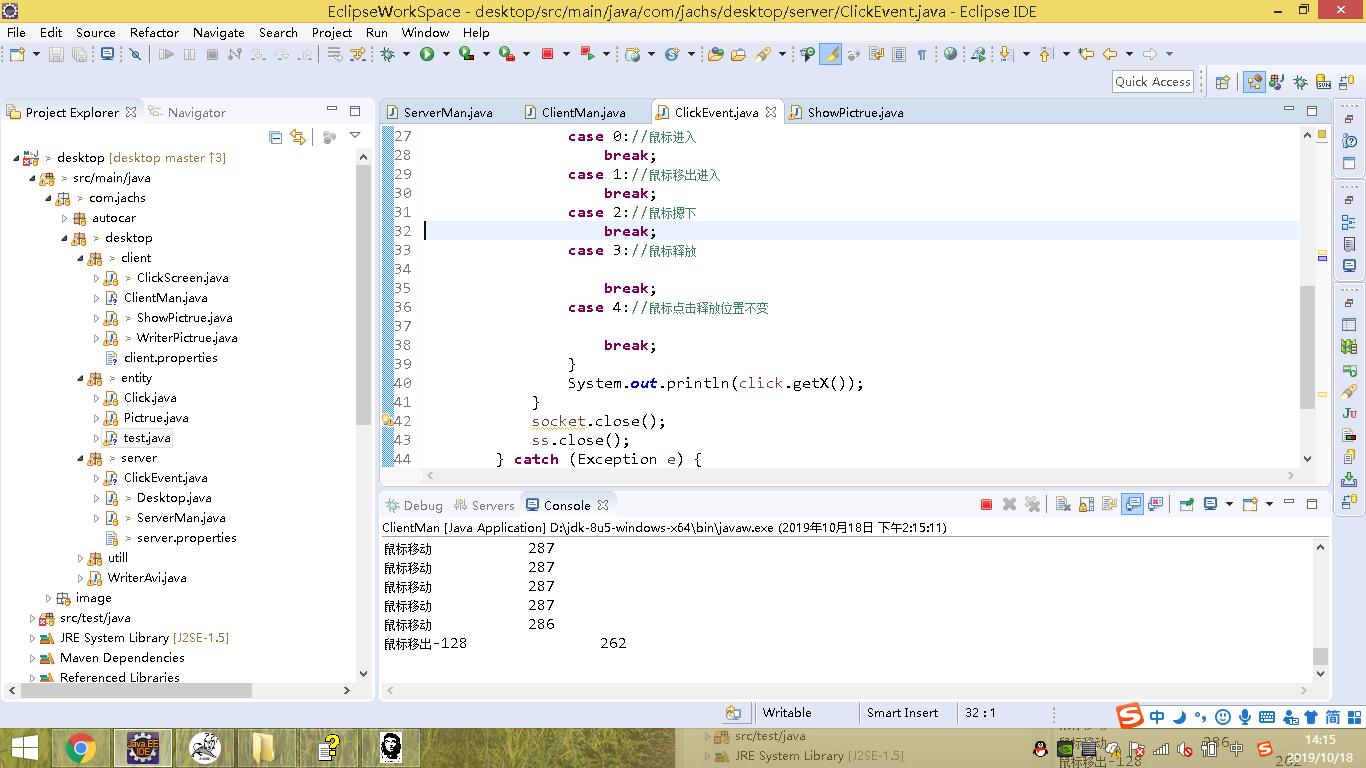 EclipseWorkSpace - desktop/src/main/java/com/jachs/desktop/server/ClickEvent.java - Eclipse IDE
File Edit Source Refactor Navigate Search Project Run Window Help
Quick Access
Project Explorer Navigator
> desktop [desktop master ↑3]
> src/main/java
> com.jachs
autocar
> desktop
> client
> ClickScreen.java
ClientMan.java
> ShowPictrue.java
> WriterPictrue.java
client.properties
> entity
Click.java
Pictrue.java
test.java
> server
ClickEvent.java
> Desktop.java
> ServerMan.java
> server.properties
utill
WriterAvi.java
image
src/test/java
JRE System Library [J2SE-1.5]
Maven Dependencies
Referenced Libraries
ServerMan.java ClientMan.java ClickEvent.java ShowPictrue.java
27 case 0://鼠标进入
28 break;
29 case 1://鼠标移出进入
30 break;
31 case 2://鼠标摁下
32 break;
33 case 3://鼠标释放
34
35 break;
36 case 4://鼠标点击释放位置不变
37
38 break;
39 }
40 System.out.println(click.getX());
41 }
42 socket.close();
43 ss.close();
44 } catch (Exception e) {
Debug Servers Console
ClientMan [Java Application] D:\jdk-8u5-windows-x64\bin\javaw.exe (2019年10月18日 下午2:15:11)
鼠标移动 287
鼠标移动 287
鼠标移动 287
鼠标移动 287
鼠标移动 286
鼠标移出-128 262
Writable Smart Insert 32 : 1
中 简
src/test/java
JRE System Library [J2SE-1.5]
286
鼠标移出-128 262
中
14:15
2019/10/18